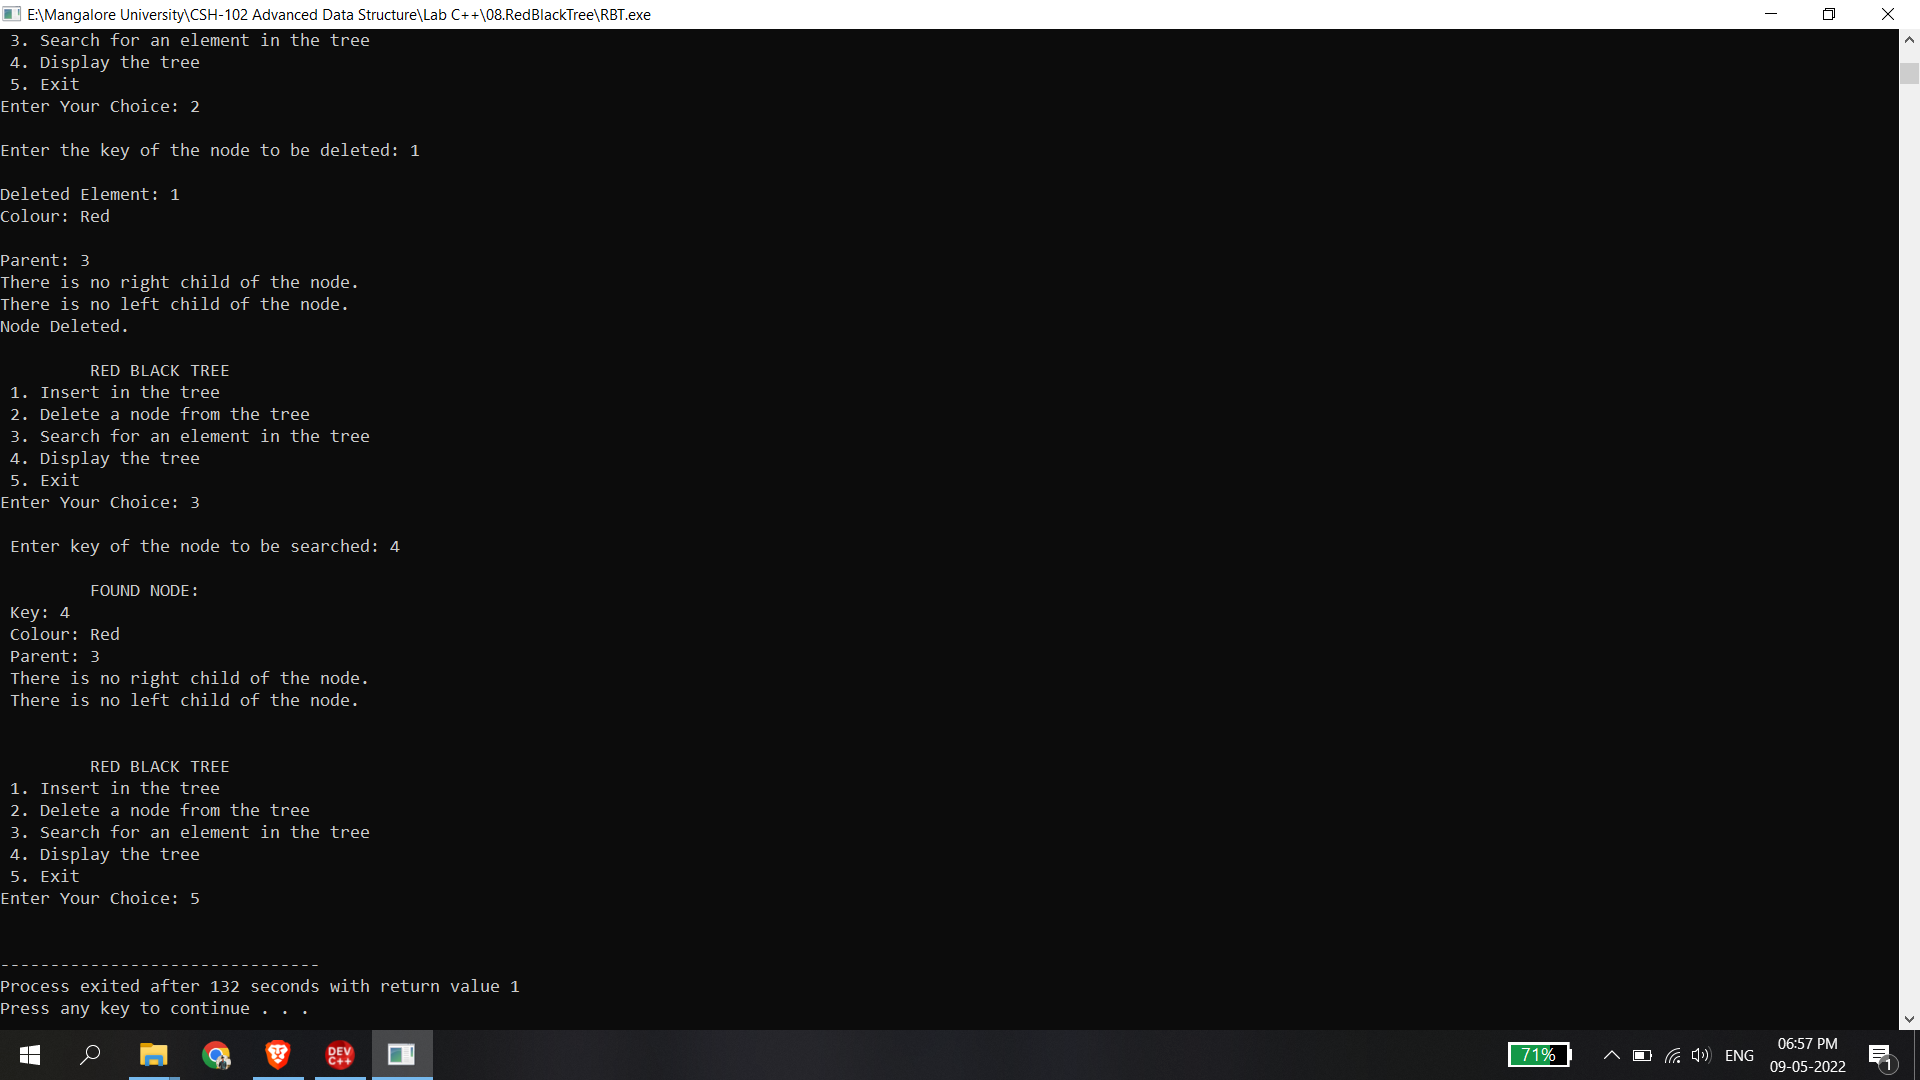 E:\Mangalore University\CSH-102 Advanced Data Structure\Lab C++\08.RedBlackTree\RBT.exe
3. Search for an element in the tree
4. Display the tree
5. Exit
Enter Your Choice: 2
Enter the key of the node to be deleted: 1
Deleted Element: 1
Colour: Red
Parent: 3
There is no right child of the node.
There is no left child of the node.
Node Deleted.
RED BLACK TREE
1. Insert in the tree
2. Delete a node from the tree
3. Search for an element in the tree
4. Display the tree
5. Exit
Enter Your Choice: 3
Enter key of the node to be searched: 4
FOUND NODE:
Key: 4
Colour: Red
Parent: 3
There is no right child of the node.
There is no left child of the node.
RED BLACK TREE
1. Insert in the tree
2. Delete a node from the tree
3. Search for an element in the tree
4. Display the tree
5. Exit
Enter Your Choice: 5
--------------------------------
Process exited after 132 seconds with return value 1
Press any key to continue . . .
DEV
C++
71%
ENG
06:57 PM
09-05-2022
1